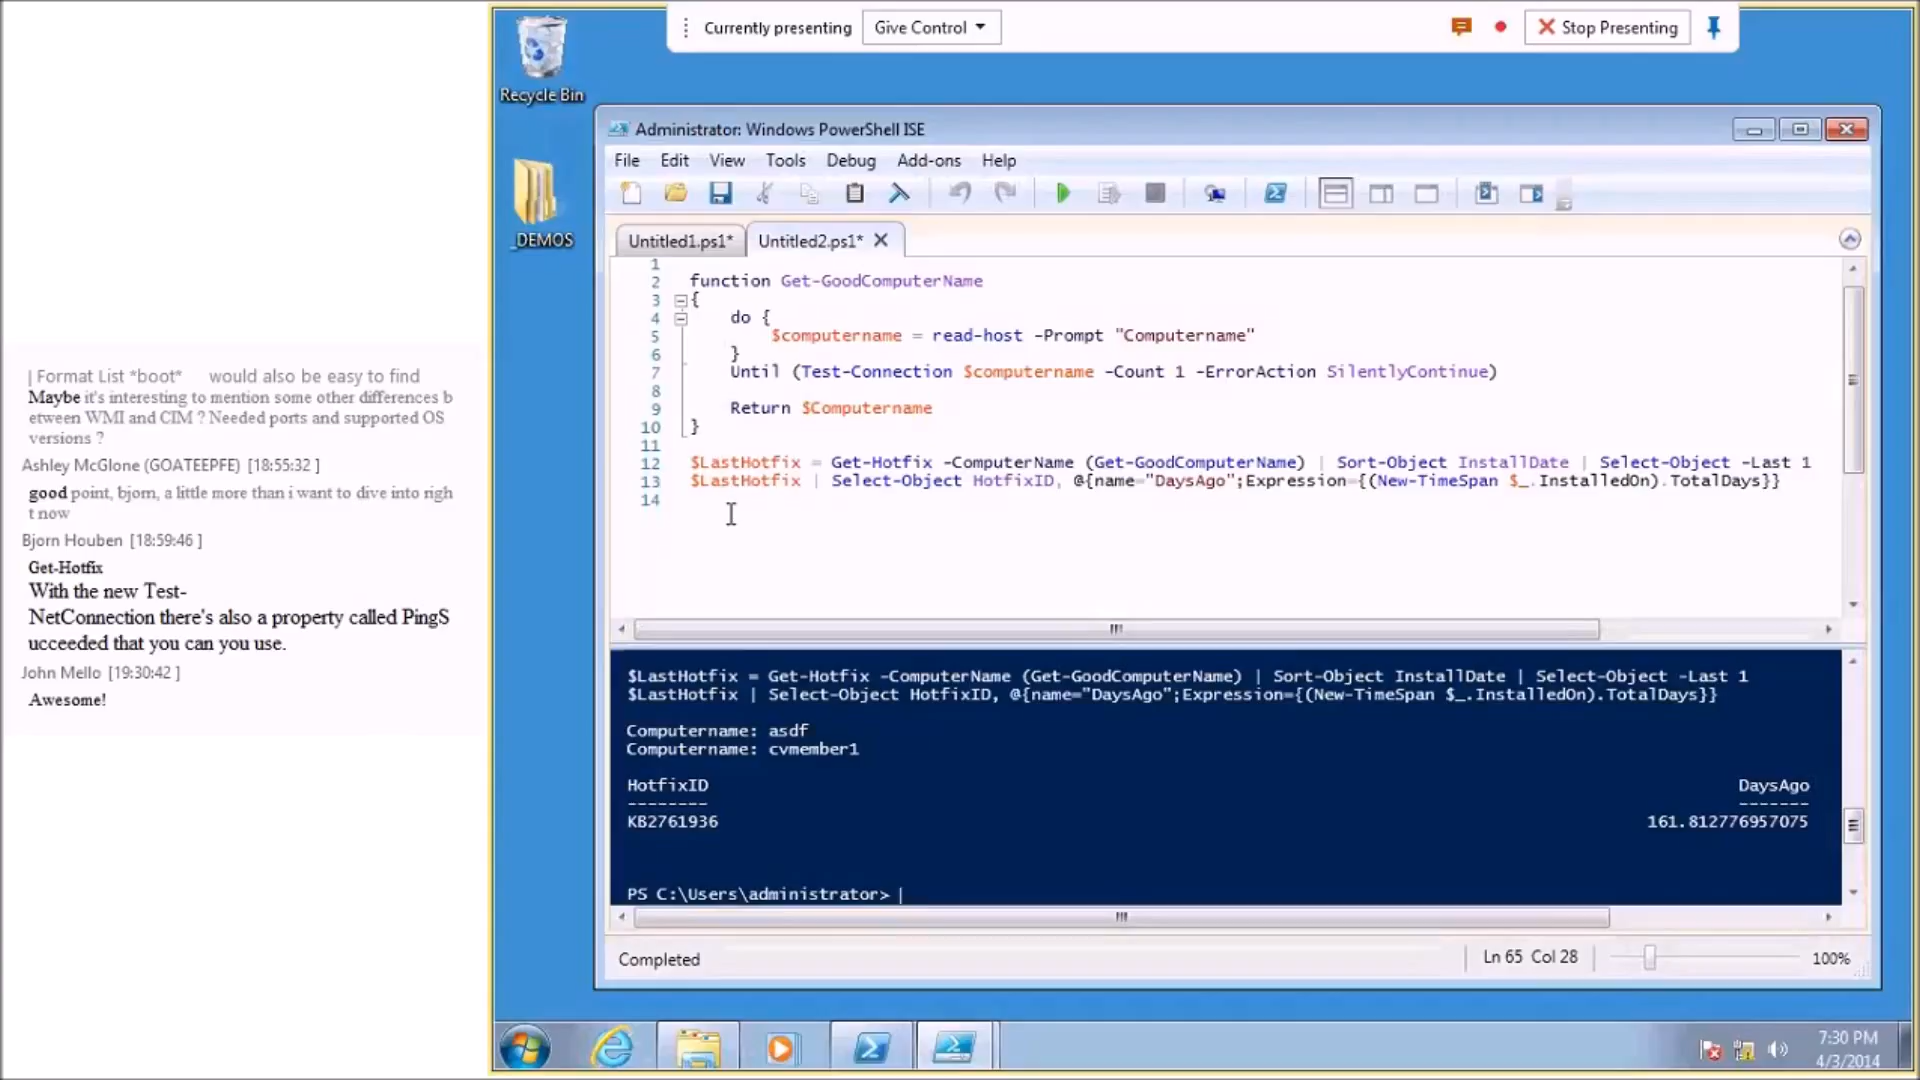 | Format List *boot* would also be easy to find
Maybe it's interesting to mention some other differences b
etween WMI and CIM ? Needed ports and supported OS
versions ?
Ashley McGlone (GOATEEPFE) [18:55:32 ]
good point, bjorn, a little more than i want to dive into righ
t now
Bjorn Houben [18:59:46 ]
Get-Hotfix
With the new Test-
NetConnection there's also a property called PingS
ucceeded that you can you use.
John Mello [19:30:42 ]
Awesome!
Currently presenting
Give Control
Stop Presenting
Recycle Bin
_DEMOS
Administrator: Windows PowerShell ISE
File Edit View Tools Debug Add-ons Help
Untitled1.ps1* Untitled2.ps1*
1
2 function Get-GoodComputerName
3 {
4 do {
5 $computername = read-host -Prompt "Computername"
6 }
7 Until (Test-Connection $computername -Count 1 -ErrorAction SilentlyContinue)
8
9 Return $Computername
10 }
11
12 $LastHotfix = Get-Hotfix -ComputerName (Get-GoodComputerName) | Sort-Object InstallDate | Select-Object -Last 1
13 $LastHotfix | Select-Object HotfixID, @{name="DaysAgo";Expression={(New-TimeSpan $_.InstalledOn).TotalDays}}
14
$LastHotfix = Get-Hotfix -ComputerName (Get-GoodComputerName) | Sort-Object InstallDate | Select-Object -Last 1
$LastHotfix | Select-Object HotfixID, @{name="DaysAgo";Expression={(New-TimeSpan $_.InstalledOn).TotalDays}}
Computername: asdf
Computername: cvmember1
HotfixID DaysAgo
-------- -------
KB2761936 161.812776957075
PS C:\Users\administrator>
Completed
Ln 65 Col 28
100%
7:30 PM
4/3/2014